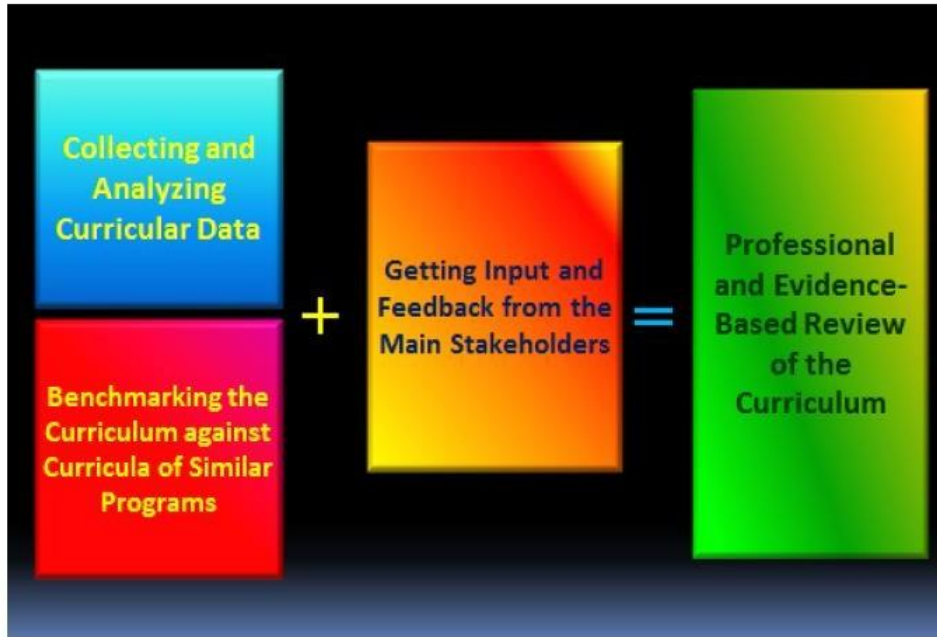 Collecting and
Analyzing
Curricular Data
Benchmarking the
Curriculum against
Curricula of Similar
Programs
+
Getting Input and
Feedback from the
Main Stakeholders
=
Professional
and Evidence-
Based Review
of the
Curriculum